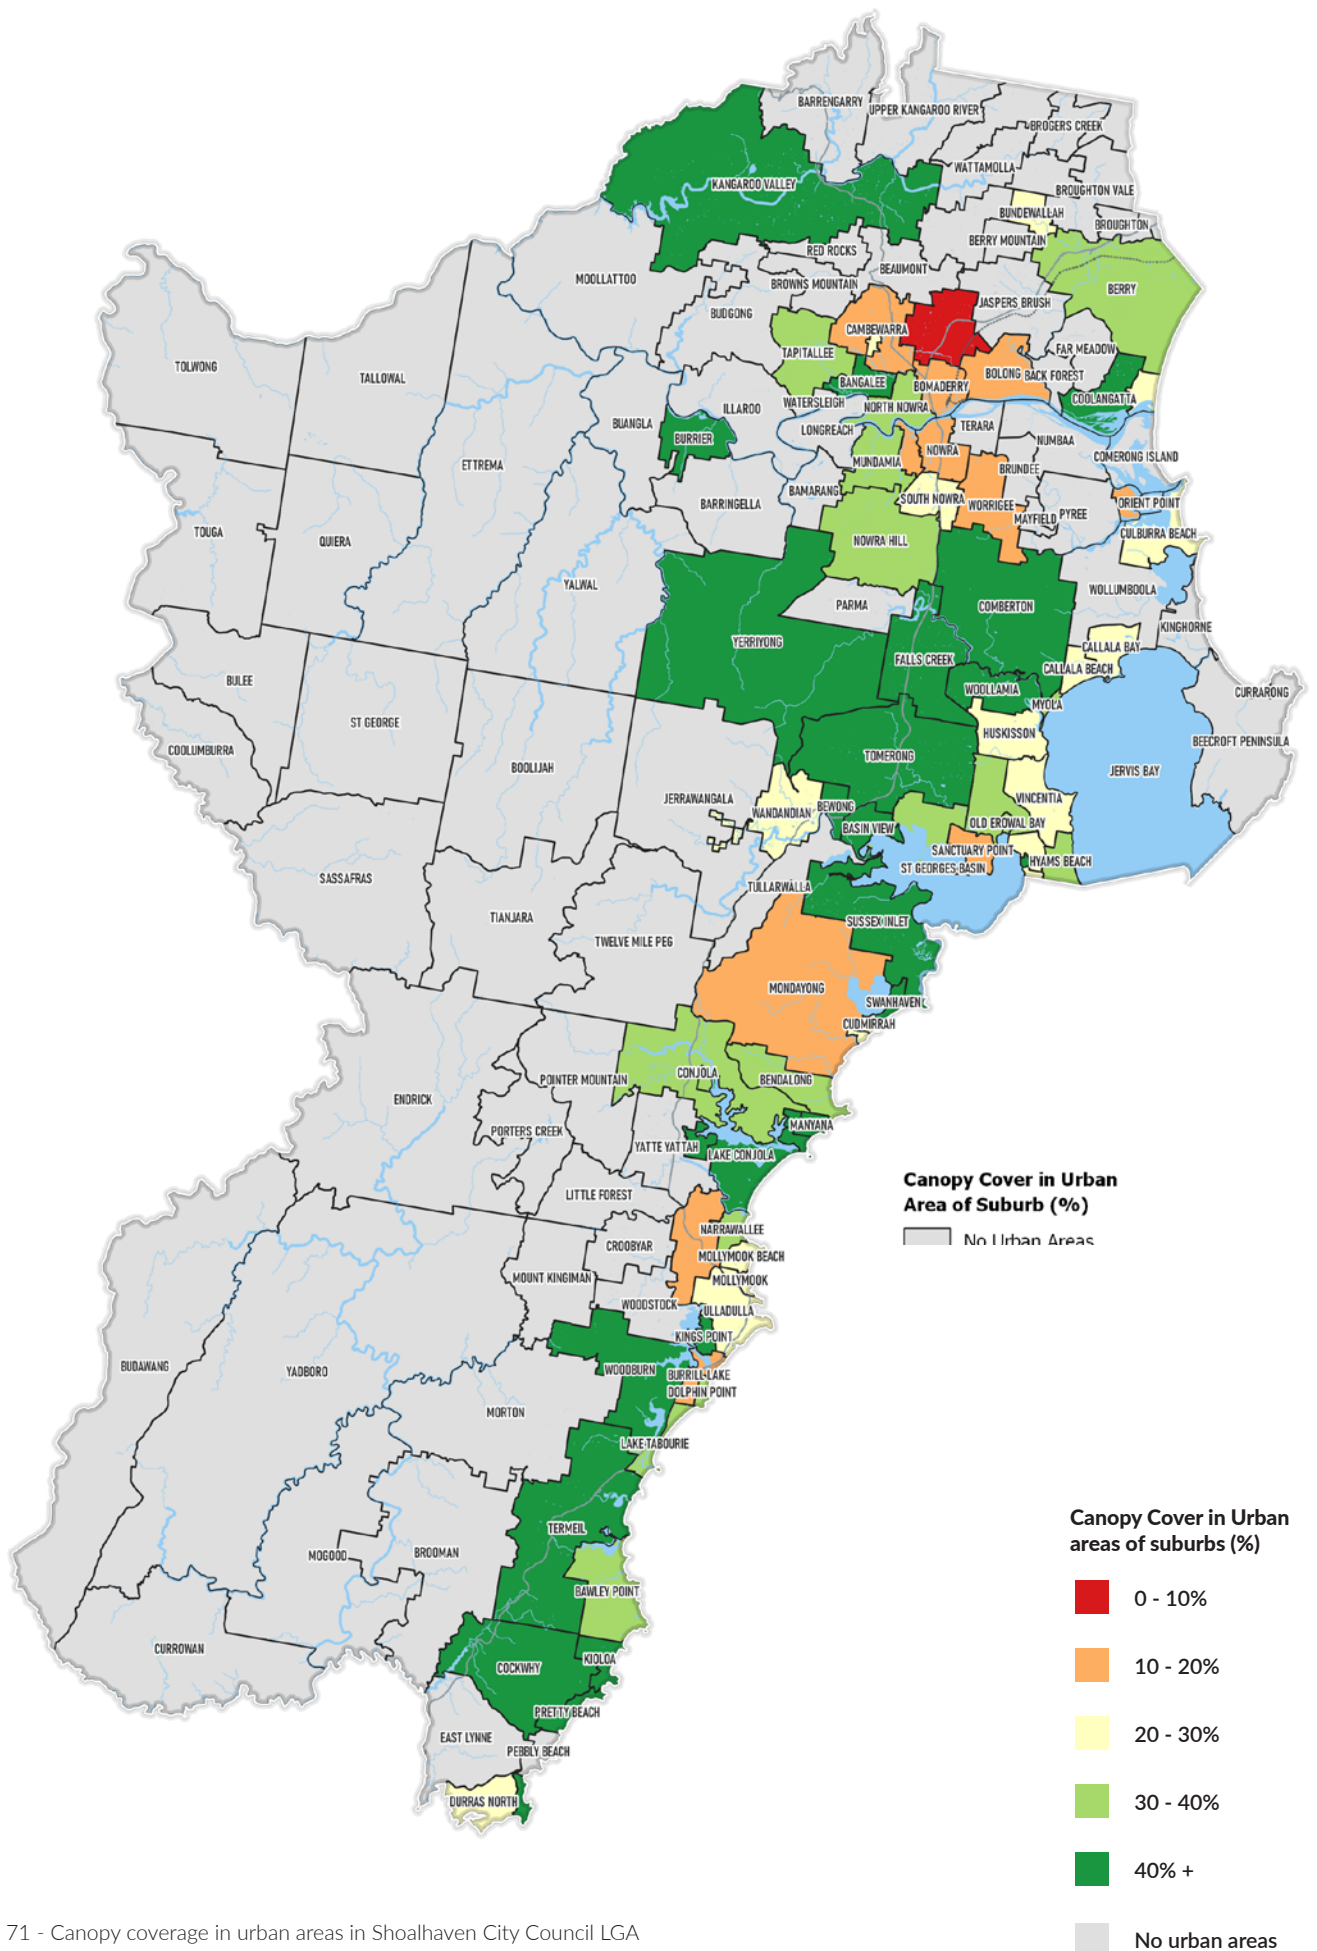 BARRENGARRY
UPPER KANGAROO RIVER
BROGERS CREEK
WATTAMOLLA
KANGAROO VALLEY
BROUGHTON VALE
BUNDEWALLAH
BROUGHTON
BERRY MOUNTAIN
RED ROCKS
BEAUMONT
MOOLLATTOO
BROWNS MOUNTAIN
BERRY
JASPERS BRUSH
BUDGONG
CAMBEWARRA
TAPITALLEE
FAR MEADOW
TOLWONG
TALLOWAL
BANGALEE
BOMADERRY
BOLONG
BACK FOREST
COOLANGATTA
WATERSLEIGH
NORTH NOWRA
ILLAROO
BUANGLA
BURRIER
LONGREACH
TERARA
NUMBAA
NOWRA
COMERONG ISLAND
MUNDAMIA
ETTREMA
BRUNDEE
BAMARANG
SOUTH NOWRA
BARRINGELLA
WORRIGEE
ORIENT POINT
MAYFIELD
PYREE
TOUGA
QUIERA
NOWRA HILL
CULBURRA BEACH
YALWAL
WOLLUMBOOLA
PARMA
COMBERTON
KINGHORNE
YERRIYONG
CALLALA BAY
FALLS CREEK
CALLALA BEACH
BULEE
WOOLLAMIA
CURRARONG
MYOLA
ST GEORGE
HUSKISSON
COOLUMBURRA
BEECROFT PENINSULA
TOMERONG
BOOLIJAH
JERVIS BAY
JERRAWANGALA
VINCENTIA
WANDANDIAN
BEWONG
OLD EROWAL BAY
BASIN VIEW
SANCTUARY POINT
HYAMS BEACH
ST GEORGES BASIN
SASSAFRAS
TULLARWALLA
TIANJARA
SUSSEX INLET
TWELVE MILE PEG
MONDAYONG
SWANHAVEN
CUDMIRRAH
CONJOLA
POINTER MOUNTAIN
BENDALONG
ENDRICK
MANYANA
PORTERS CREEK
YATTE YATTAH
LAKE CONJOLA
LITTLE FOREST
NARRAWALLEE
CROOBYAR
MOLLYMOOK BEACH
MOUNT KINGIMAN
MOLLYMOOK
WOODSTOCK
ULLADULLA
KINGS POINT
BUDAWANG
YADBORO
WOODBURN
BURRILL LAKE
DOLPHIN POINT
MORTON
LAKE TABOURIE
TERMEIL
MOGOOD
BROOMAN
BAWLEY POINT
CURROWAN
KIOLOA
COCKWHY
PRETTY BEACH
EAST LYNNE
PEBBLY BEACH
DURRAS NORTH
Canopy Cover in Urban
Area of Suburb (%)
No Urban Areas
Canopy Cover in Urban
areas of suburbs (%)
0 - 10%
10 - 20%
20 - 30%
30 - 40%
40% +
No urban areas
71 - Canopy coverage in urban areas in Shoalhaven City Council LGA